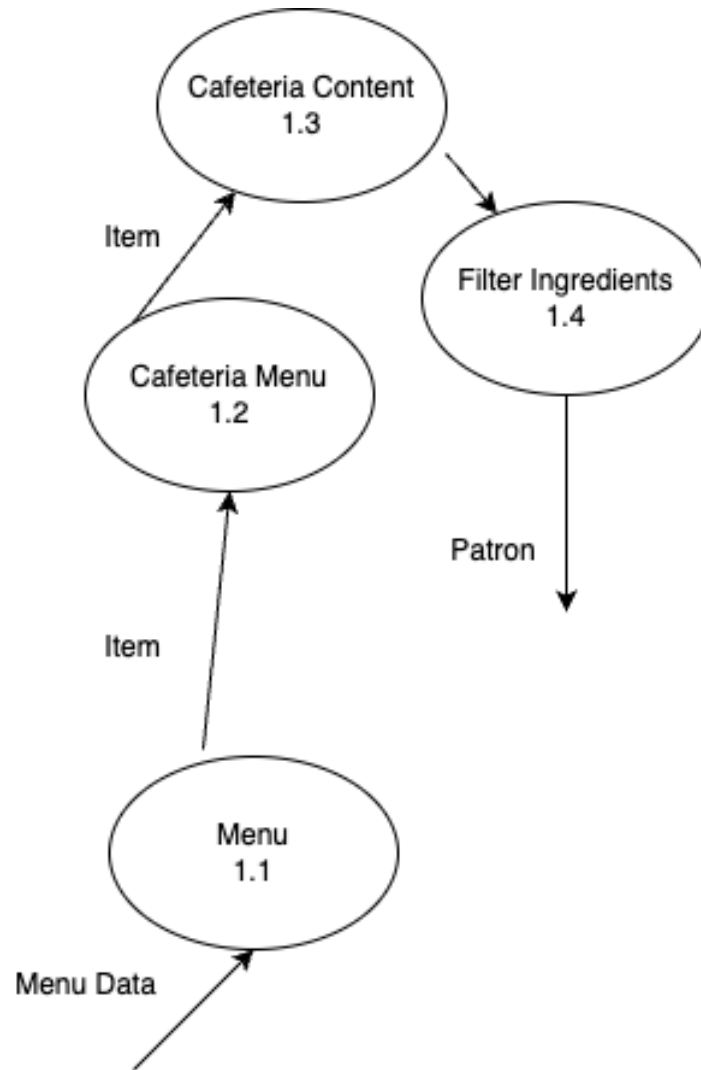 Cafeteria Content
1.3
Item
Filter Ingredients
1.4
Cafeteria Menu
1.2
Patron
Item
Menu
1.1
Menu Data